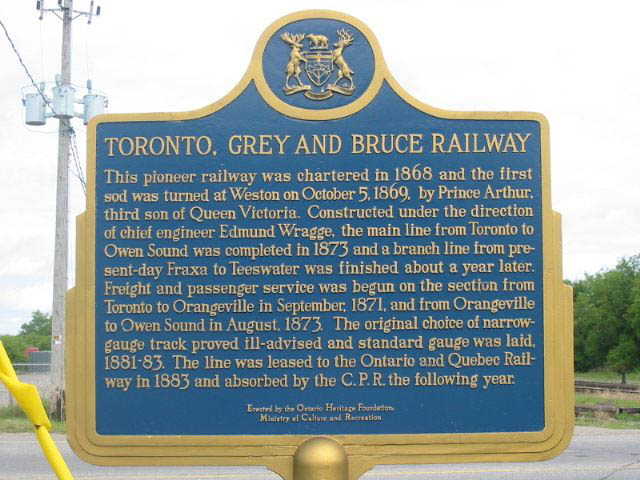 TORONTO, GREY AND BRUCE RAILWAY
This pioneer railway was chartered in 1868 and the first
sod was turned at Weston on October 5, 1869, by Prince Arthur,
third son of Queen Victoria. Constructed under the direction
of chief engineer Edmund Wragge, the main line from Toronto to
Owen Sound was completed in 1873 and a branch line from pre-
sent-day Fraxa to Teeswater was finished about a year later.
Freight and passenger service was begun on the section from
Toronto to Orangeville in September, 1871, and from Orangeville
to Owen Sound in August, 1873. The original choice of narrow-
gauge track proved ill-advised and standard gauge was laid,
1881-83. The line was leased to the Ontario and Quebec Rail-
way in 1883 and absorbed by the C.P.R. the following year.
Erected by the Ontario Heritage Foundation,
Ministry of Culture and Recreation